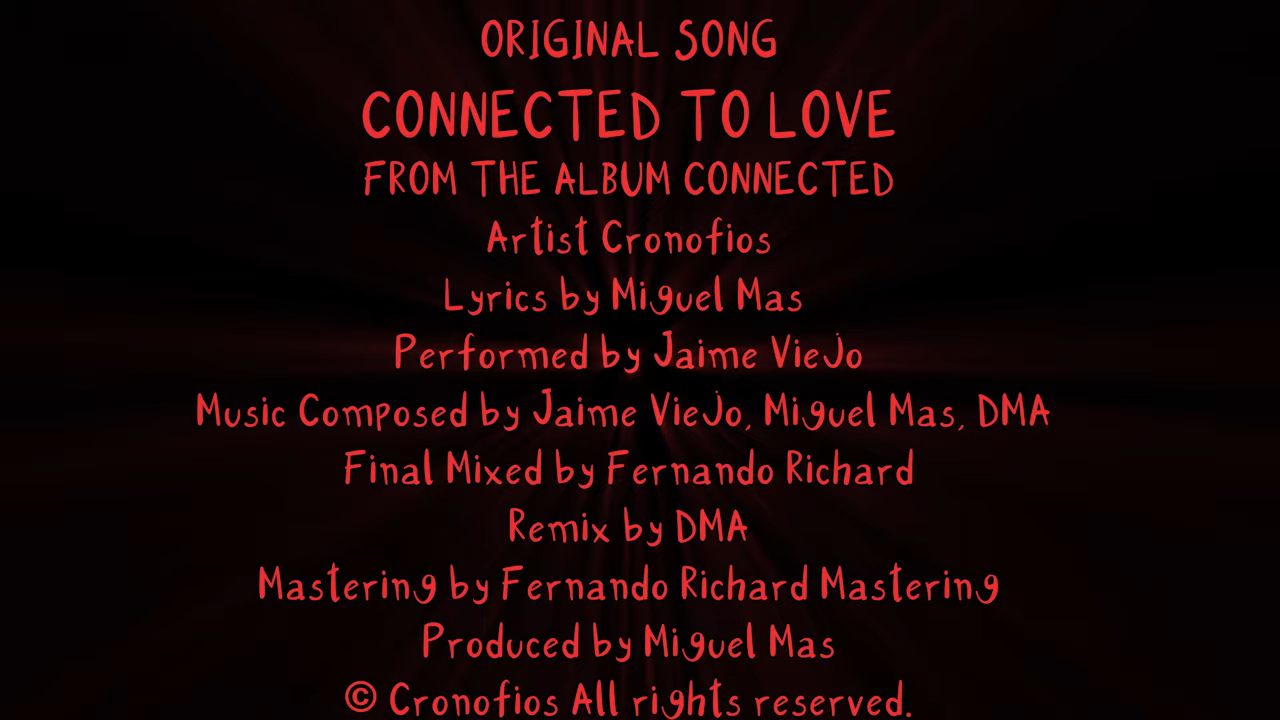 ORIGINAL SONG
CONNECTED TO LOVE
FROM THE ALBUM CONNECTED
Artist Cronofios
Lyrics by Miguel Mas
Performed by Jaime VieJo
Music Composed by Jaime VieJo, Miguel Mas, DMA
Final Mixed by Fernando Richard
Remix by DMA
Mastering by Fernando Richard Mastering
Produced by Miguel Mas
© Cronofios All rights reserved.